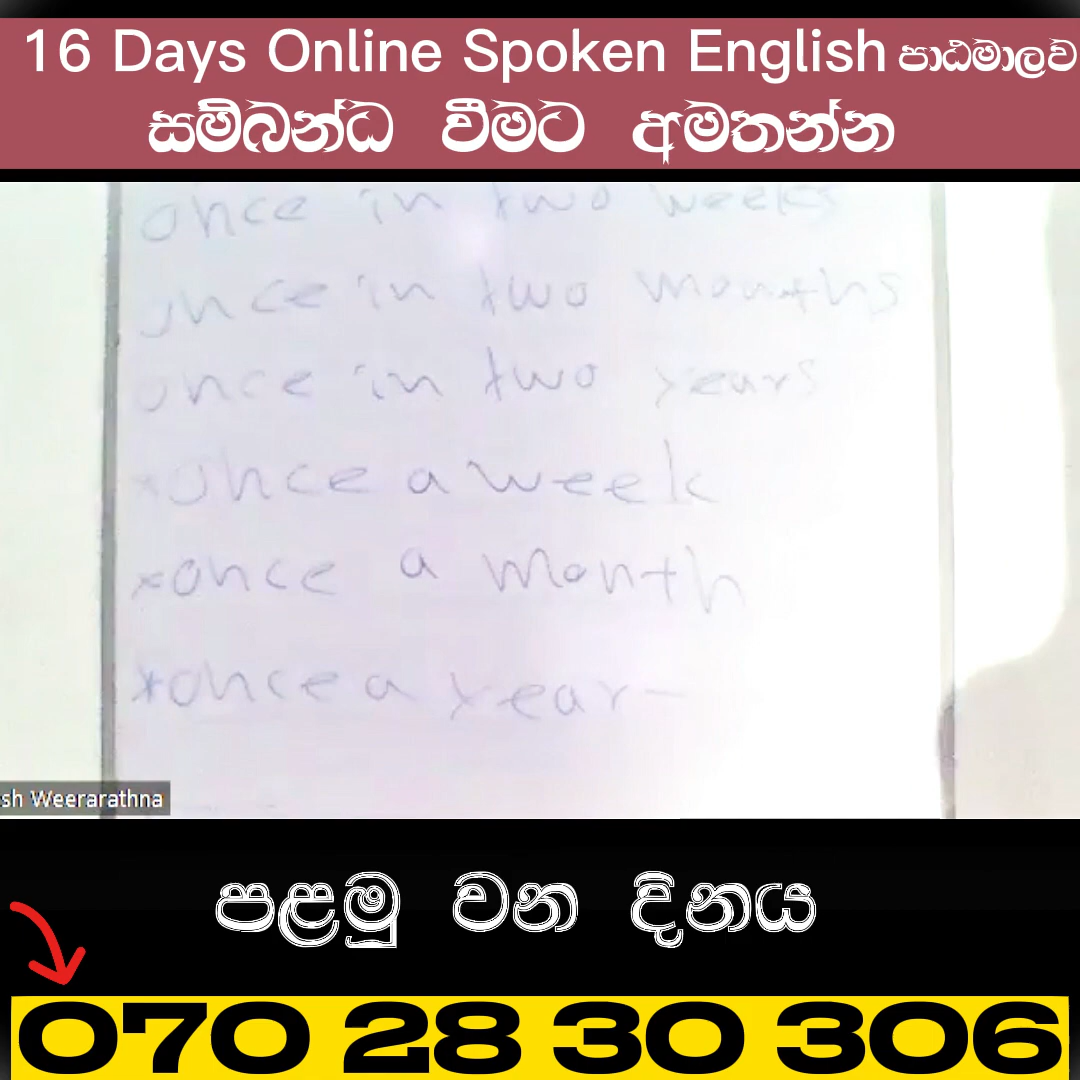 16 Days Online Spoken English පාඨමාලව
සම්බන්ධ වීමට අමතන්න
once in two weeks
once in two months
once in two years
*once a week
*once a month
*once a year-
sh Weerarathna
පළමු වන දිනය
070 28 30 306